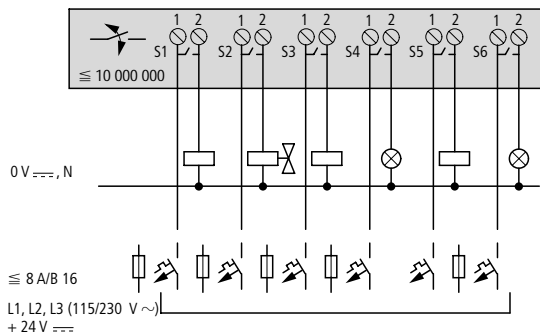 1 2 1 2 1 2 1 2 1 2 1 2
S1 S2 S3 S4 S5 S6
≦ 10 000 000
0 V ⎓, N
≦ 8 A/B 16
L1, L2, L3 (115/230 V ∼)
+ 24 V ⎓